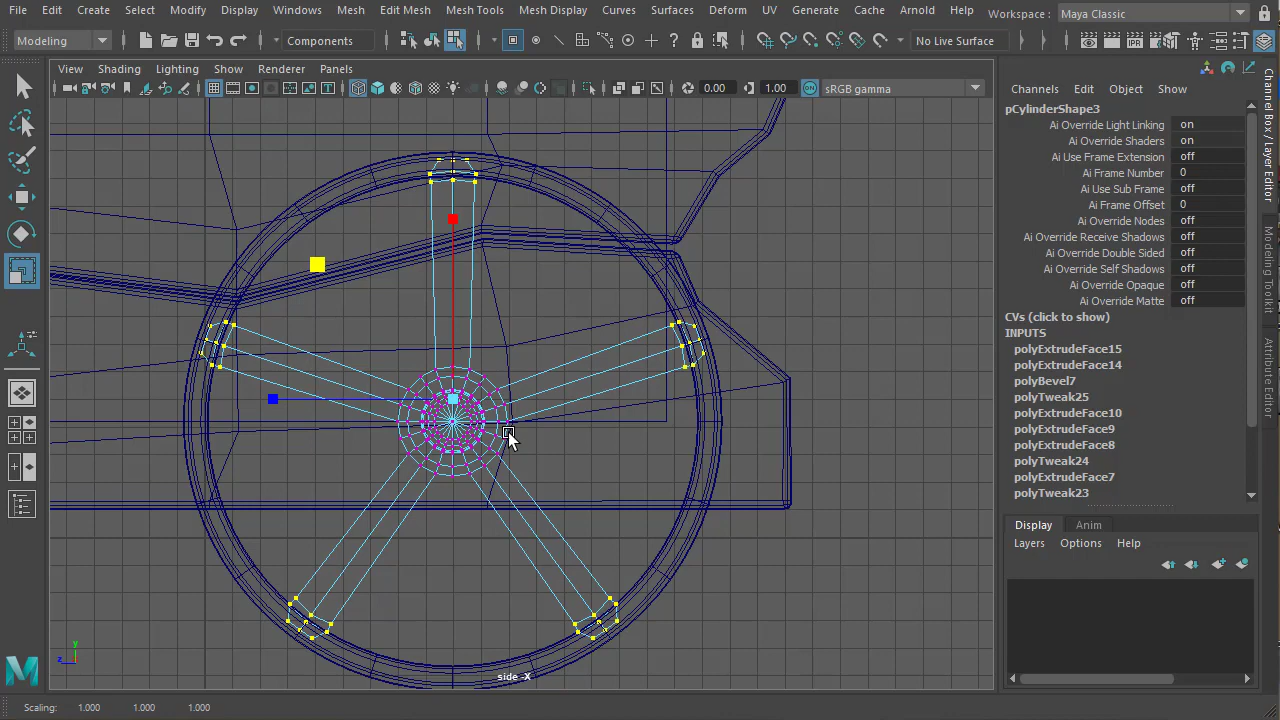 File Edit Create Select Modify Display Windows Mesh Edit Mesh Mesh Tools Mesh Display Curves Surfaces Deform UV Generate Cache Arnold Help Workspace : Maya Classic
Modeling Components No Live Surface
View Shading Lighting Show Renderer Panels
0.00 1.00 ON sRGB gamma
side -X
y
z
Channels Edit Object Show
pCylinderShape3
Ai Override Light Linking on
Ai Override Shaders on
Ai Use Frame Extension off
Ai Frame Number 0
Ai Use Sub Frame off
Ai Frame Offset 0
Ai Override Nodes off
Ai Override Receive Shadows off
Ai Override Double Sided off
Ai Override Self Shadows off
Ai Override Opaque off
Ai Override Matte off
CVs (click to show)
INPUTS
polyExtrudeFace15
polyExtrudeFace14
polyBevel7
polyTweak25
polyExtrudeFace10
polyExtrudeFace9
polyExtrudeFace8
polyTweak24
polyExtrudeFace7
polyTweak23
Display Anim
Layers Options Help
Channel Box / Layer Editor
Modeling Toolkit
Attribute Editor
Scaling: 1.000 1.000 1.000